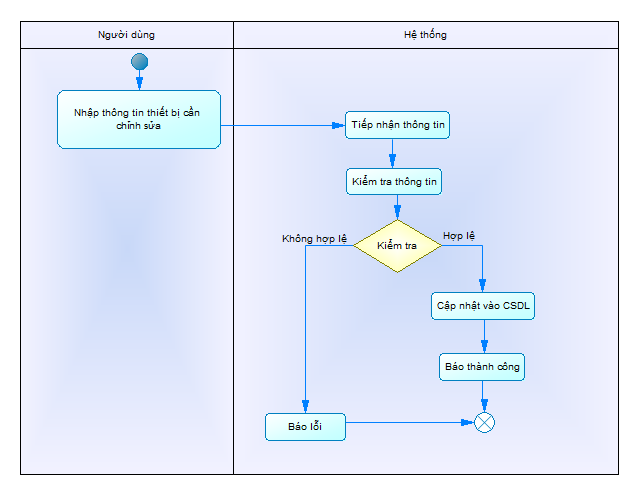 Người dùng
Hệ thống
Nhập thông tin thiết bị cần
chỉnh sửa
Tiếp nhận thông tin
Kiểm tra thông tin
Không hợp lệ
Kiểm tra
Hợp lệ
Cập nhật vào CSDL
Báo thành công
Báo lỗi